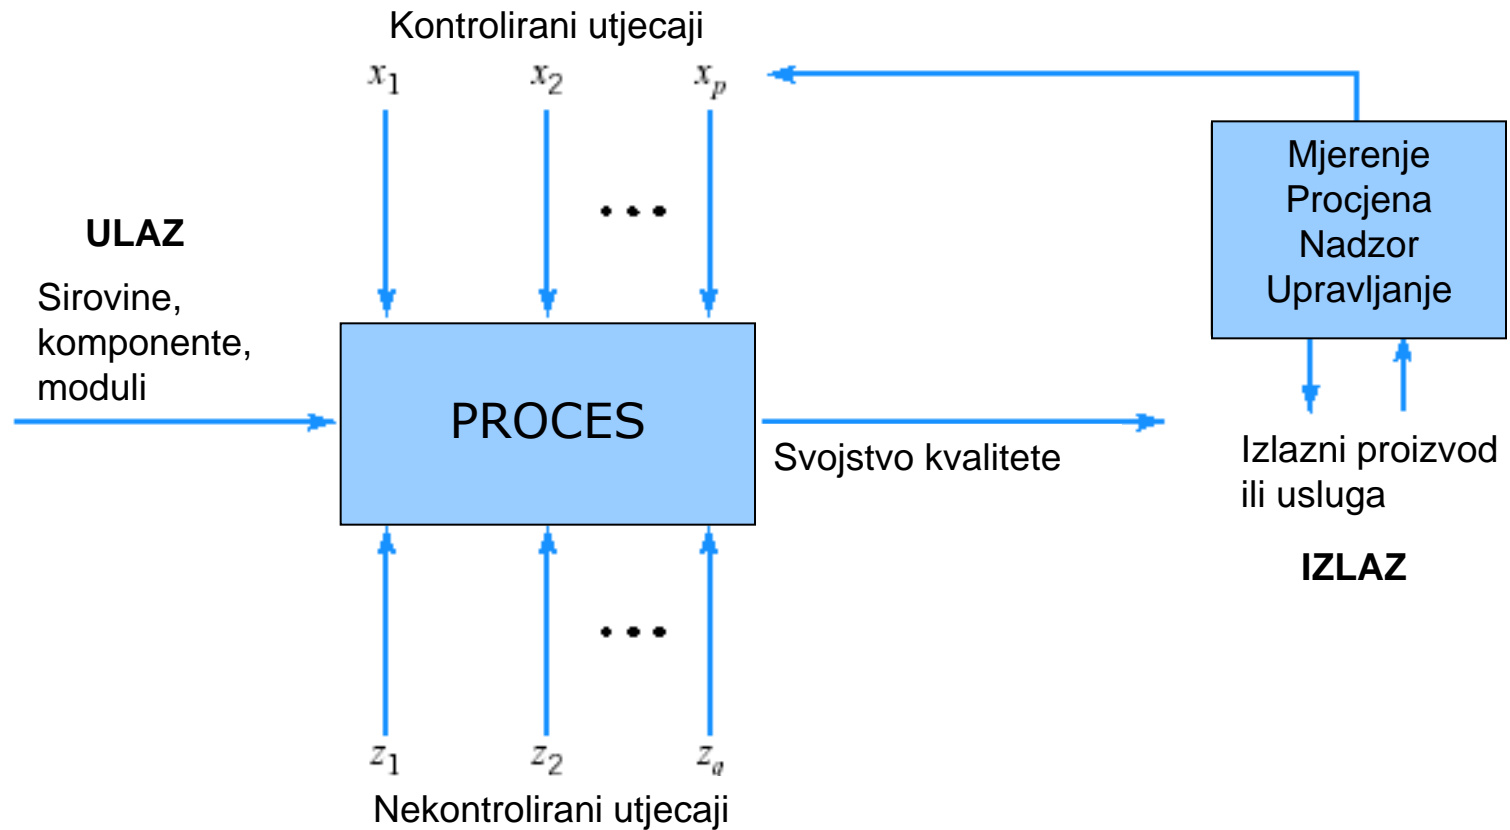 Kontrolirani utjecaji
x1 x2 xp
Mjerenje
Procjena
Nadzor
Upravljanje
ULAZ
Sirovine,
komponente,
moduli
PROCES
Svojstvo kvalitete
Izlazni proizvod
ili usluga
IZLAZ
z1 z2 zq
Nekontrolirani utjecaji